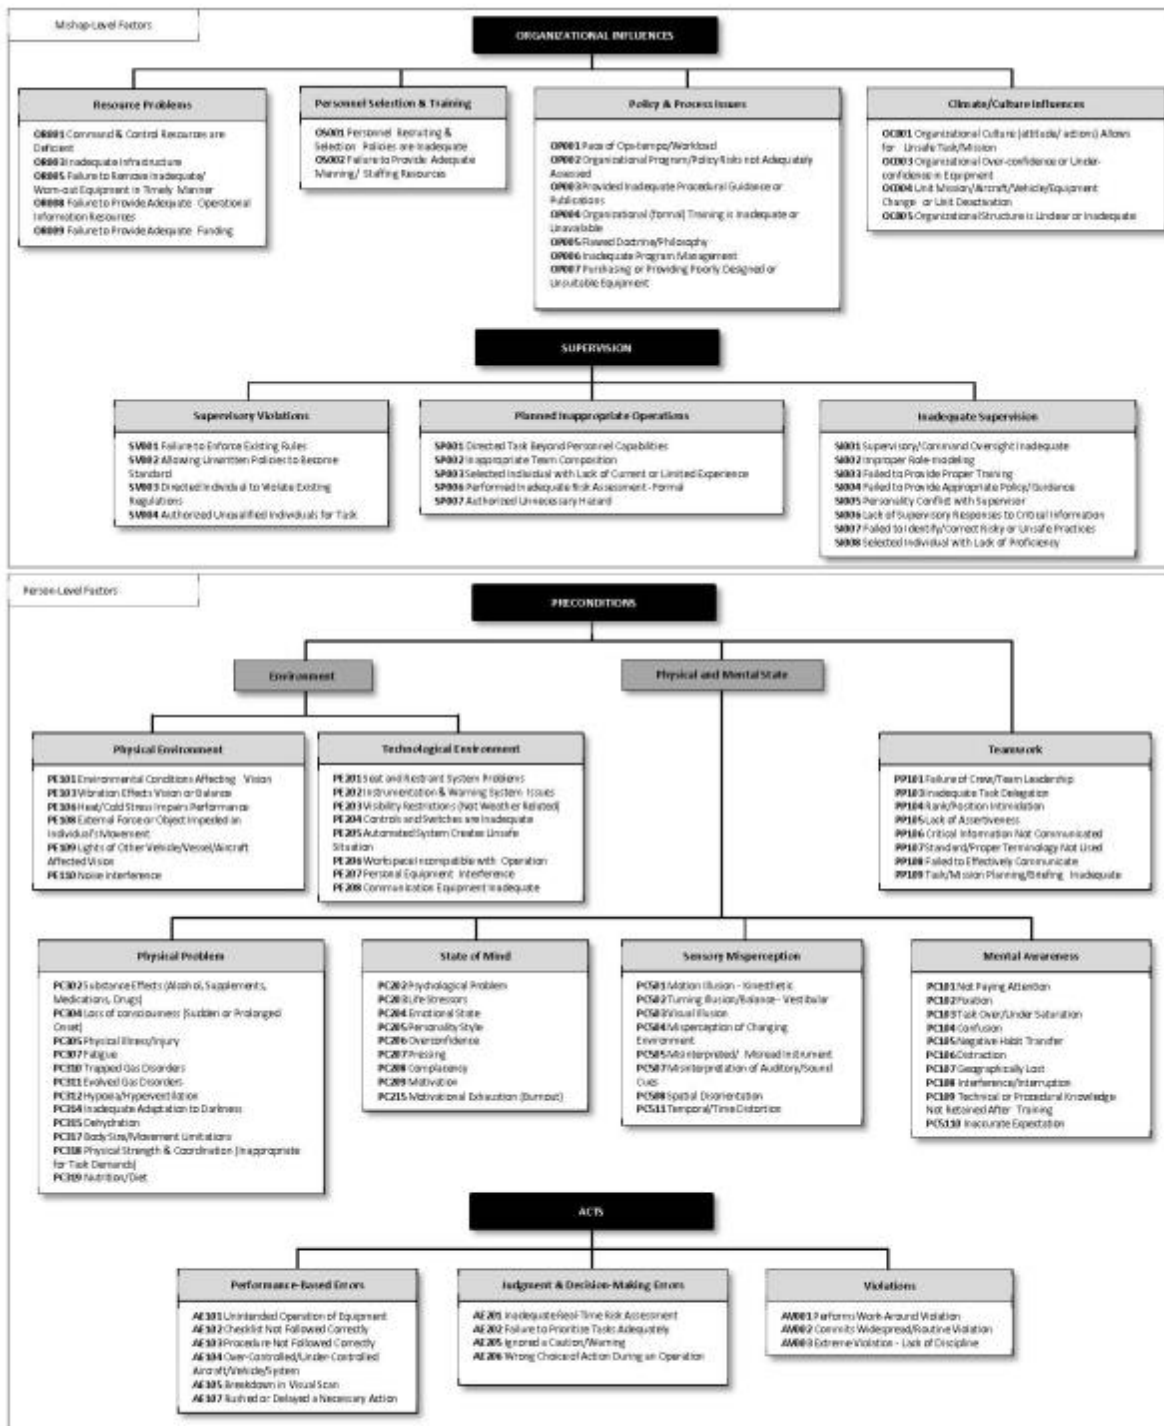 Mishap-Level Factors
ORGANIZATIONAL INFLUENCES
Resource Problems
OR001 Command & Control Resources are
Deficient
OR003 Inadequate Infrastructure
OR005 Failure to Remove Inadequate/
Worn-out Equipment in Timely Manner
OR008 Failure to Provide Adequate Operational
Information Resources
OR009 Failure to Provide Adequate Funding
Personnel Selection & Training
OS001 Personnel Recruiting &
Selection Policies are Inadequate
OS002 Failure to Provide Adequate
Manning/ Staffing Resources
Policy & Process Issues
OP001 Pace of Ops-tempo/Workload
OP002 Organizational Program/Policy Risks not Adequately
Assessed
OP003 Provided Inadequate Procedural Guidance or
Publications
OP004 Organizational (formal) Training is Inadequate or
Unavailable
OP005 Flawed Doctrine/Philosophy
OP006 Inadequate Program Management
OP007 Purchasing or Providing Poorly Designed or
Unsuitable Equipment
Climate/Culture Influences
OC001 Organizational Culture (attitude/ actions) Allows
for Unsafe Task/Mission
OC003 Organizational Over-confidence or Under-
confidence in Equipment
OC004 Unit Mission/Aircraft/Vehicle/Equipment
Change or Unit Deactivation
OC005 Organizational Structure is Unclear or Inadequate
SUPERVISION
Supervisory Violations
SV001 Failure to Enforce Existing Rules
SV002 Allowing Unwritten Policies to Become
Standard
SV003 Directed Individual to Violate Existing
Regulations
SV004 Authorized Unqualified Individuals for Task
Planned Inappropriate Operations
SP001 Directed Task Beyond Personnel Capabilities
SP002 Inappropriate Team Composition
SP003 Selected Individual with Lack of Current or Limited Experience
SP006 Performed Inadequate Risk Assessment - Formal
SP007 Authorized Unnecessary Hazard
Inadequate Supervision
SI001 Supervisory/Command Oversight Inadequate
SI002 Improper Role-modeling
SI003 Failed to Provide Proper Training
SI004 Failed to Provide Appropriate Policy/Guidance
SI005 Personality Conflict with Supervisor
SI006 Lack of Supervisory Responses to Critical Information
SI007 Failed to Identify/Correct Risky or Unsafe Practices
SI008 Selected Individual with Lack of Proficiency
Person-Level Factors
PRECONDITIONS
Environment
Physical and Mental State
Physical Environment
PE101 Environmental Conditions Affecting Vision
PE103 Vibration Effects Vision or Balance
PE106 Heat/Cold Stress Impairs Performance
PE108 External Force or Object Impeded an
Individual's Movement
PE109 Lights of Other Vehicle/Vessel/Aircraft
Affected Vision
PE110 Noise Interference
Technological Environment
PE201 Seat and Restraint System Problems
PE202 Instrumentation & Warning System Issues
PE203 Visibility Restrictions (Not Weather Related)
PE204 Controls and Switches are Inadequate
PE205 Automated System Creates Unsafe
Situation
PE206 Workspace Incompatible with Operation
PE207 Personal Equipment Interference
PE208 Communication Equipment Inadequate
Teamwork
PP101 Failure of Crew/Team Leadership
PP103 Inadequate Task Delegation
PP104 Rank/Position Intimidation
PP105 Lack of Assertiveness
PP106 Critical Information Not Communicated
PP107 Standard/Proper Terminology Not Used
PP108 Failed to Effectively Communicate
PP109 Task/Mission Planning/Briefing Inadequate
Physical Problem
PC302 Substance Effects (Alcohol, Supplements,
Medications, Drugs)
PC304 Loss of consciousness (Sudden or Prolonged
Onset)
PC305 Physical Illness/Injury
PC307 Fatigue
PC310 Trapped Gas Disorders
PC311 Evolved Gas Disorders
PC312 Hypoxia/Hyperventilation
PC314 Inadequate Adaptation to Darkness
PC315 Dehydration
PC317 Body Size/Movement Limitations
PC318 Physical Strength & Coordination (Inappropriate
for Task Demands)
PC319 Nutrition/Diet
State of Mind
PC202 Psychological Problem
PC203 Life Stressors
PC204 Emotional State
PC205 Personality Style
PC206 Overconfidence
PC207 Pressing
PC208 Complacency
PC209 Motivation
PC215 Motivational Exhaustion (Burnout)
Sensory Misperception
PC501 Motion Illusion - Kinesthetic
PC502 Turning Illusion/Balance - Vestibular
PC503 Visual Illusion
PC504 Misperception of Changing
Environment
PC505 Misinterpreted/ Misread Instrument
PC507 Misinterpretation of Auditory/Sound
Cues
PC508 Spatial Disorientation
PC511 Temporal/Time Distortion
Mental Awareness
PC101 Not Paying Attention
PC102 Fixation
PC103 Task Over/Under Saturation
PC104 Confusion
PC105 Negative Habit Transfer
PC106 Distraction
PC107 Geographically Lost
PC108 Interference/Interruption
PC109 Technical or Procedural Knowledge
Not Retained After Training
PC5110 Inaccurate Expectation
ACTS
Performance-Based Errors
AE101 Unintended Operation of Equipment
AE102 Checklist Not Followed Correctly
AE103 Procedure Not Followed Correctly
AE104 Over-Controlled/Under-Controlled
Aircraft/Vehicle/System
AE105 Breakdown in Visual Scan
AE107 Rushed or Delayed a Necessary Action
Judgment & Decision-Making Errors
AE201 Inadequate Real-Time Risk Assessment
AE202 Failure to Prioritize Tasks Adequately
AE205 Ignored a Caution/Warning
AE206 Wrong Choice of Action During an Operation
Violations
AV001 Performs Work-Around Violation
AV002 Commits Widespread/Routine Violation
AV003 Extreme Violation - Lack of Discipline